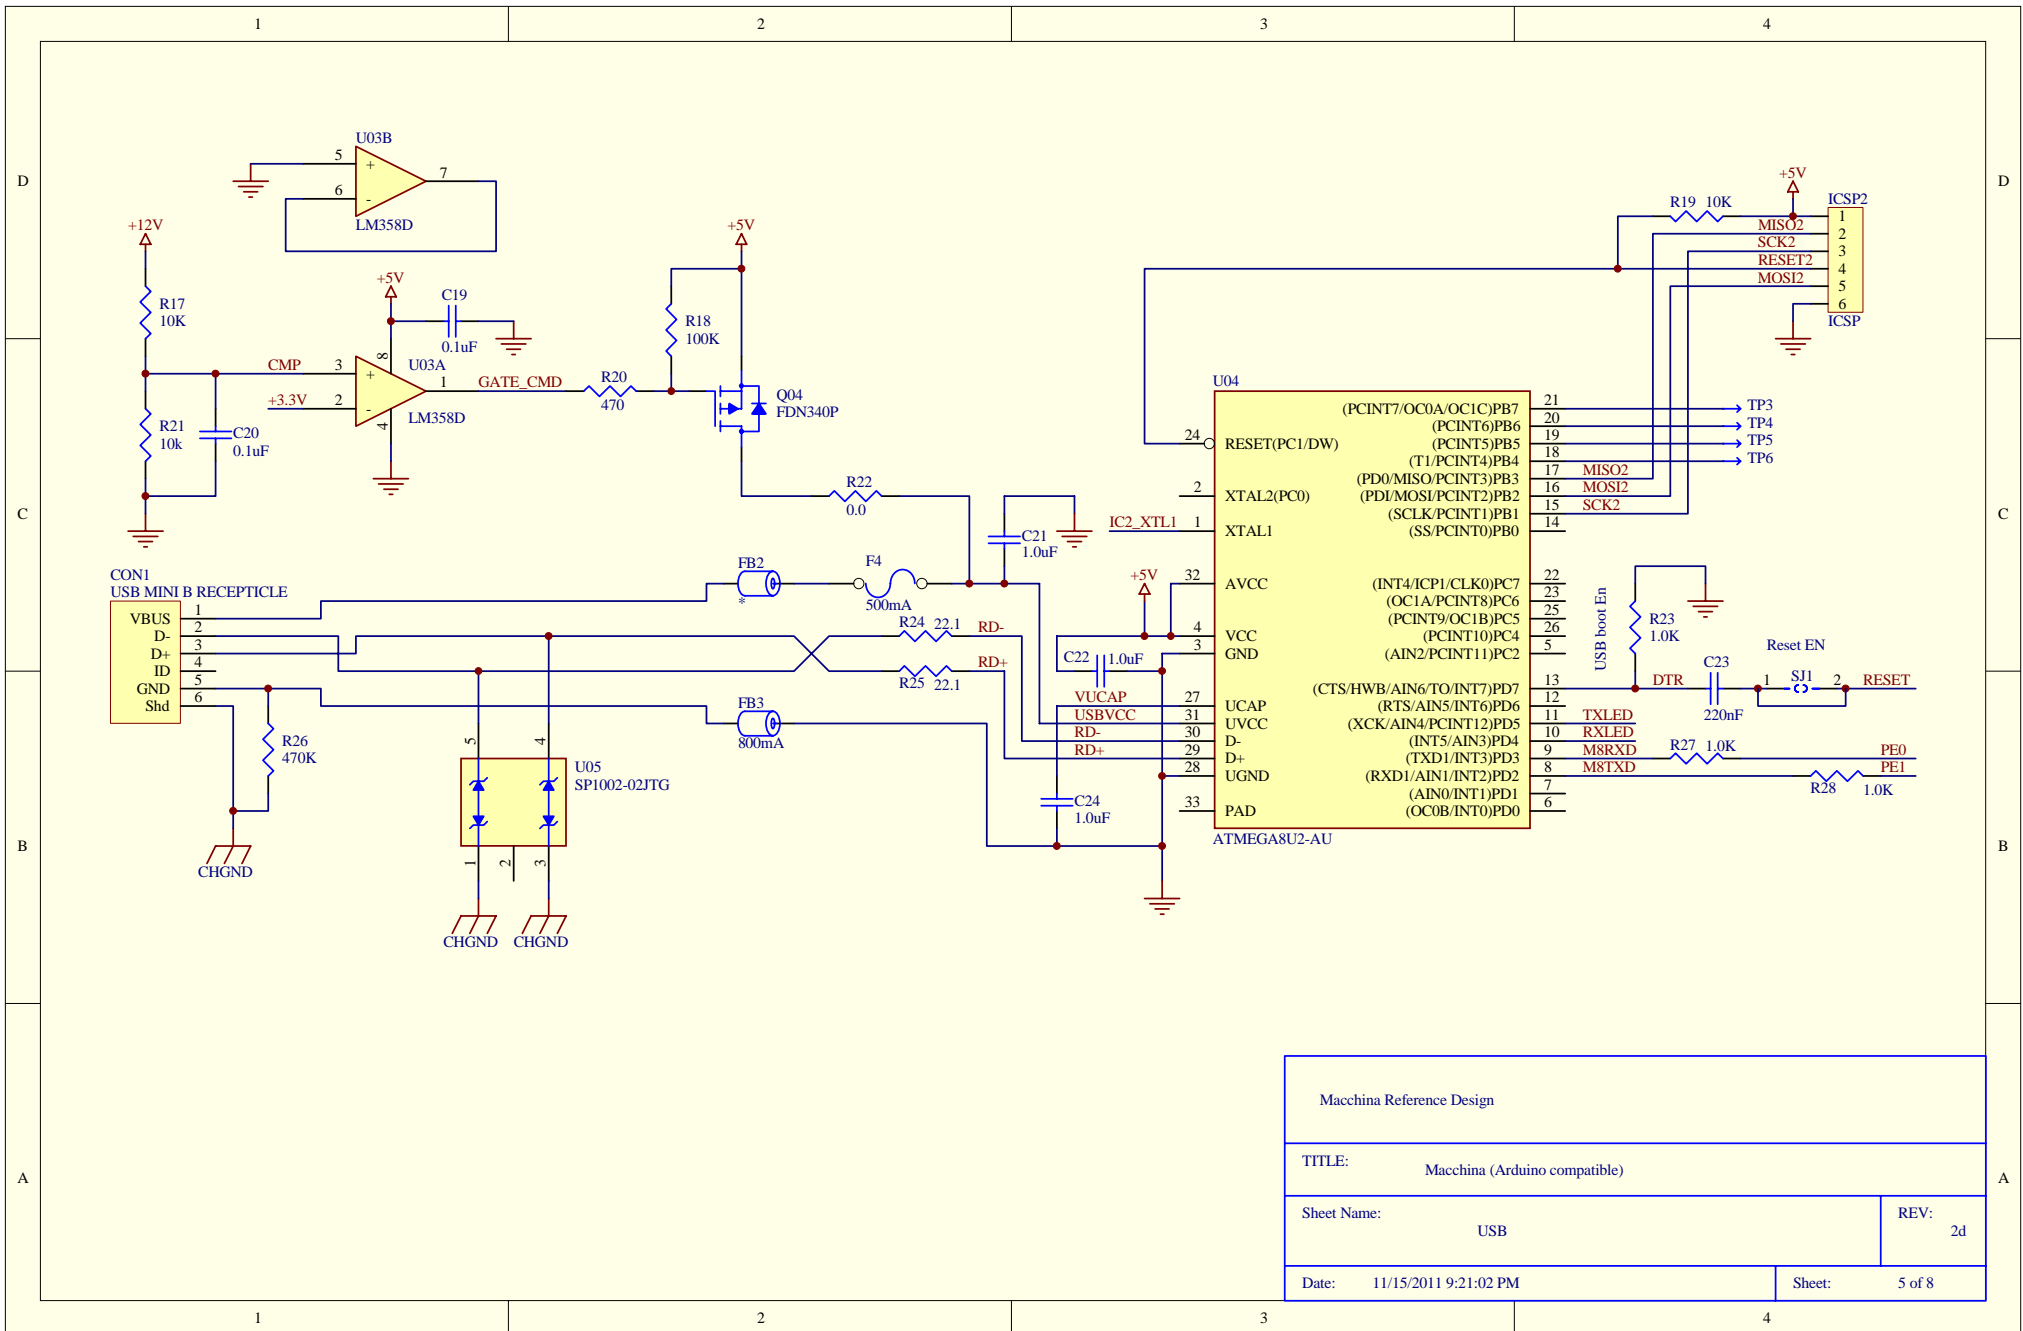 1 2 3 4
D D
C C
B B
A A
1 2 3 4
U03B
5
+
7
6
-
LM358D
+12V
R17
10K
R21
10k
C20
0.1uF
CMP
+3.3V
+5V
C19
0.1uF
8
U03A
3
+
1
2
-
4
LM358D
GATE_CMD
R20
470
+5V
R18
100K
Q04
FDN340P
R22
0.0
CON1
USB MINI B RECEPTICLE
VBUS 1
D- 2
D+ 3
ID 4
GND 5
Shd 6
R26
470K
CHGND
5 4
U05
SP1002-02JTG
1 2 3
CHGND CHGND
FB2
*
F4
500mA
R24 22.1 RD-
R25 22.1 RD+
FB3
800mA
C21
1.0uF
IC2_XTL1
+5V
C22 1.0uF
VUCAP
USBVCC
RD-
RD+
C24
1.0uF
U04
24 RESET(PC1/DW)
2 XTAL2(PC0)
1 XTAL1
32 AVCC
4 VCC
3 GND
27 UCAP
31 UVCC
30 D-
29 D+
28 UGND
33 PAD
ATMEGA8U2-AU
(PCINT7/OC0A/OC1C)PB7 21 TP3
(PCINT6)PB6 20 TP4
(PCINT5)PB5 19 TP5
(T1/PCINT4)PB4 18 TP6
(PD0/MISO/PCINT3)PB3 17 MISO2
(PDI/MOSI/PCINT2)PB2 16 MOSI2
(SCLK/PCINT1)PB1 15 SCK2
(SS/PCINT0)PB0 14
(INT4/ICP1/CLK0)PC7 22
(OC1A/PCINT8)PC6 23
(PCINT9/OC1B)PC5 25
(PCINT10)PC4 26
(AIN2/PCINT11)PC2 5
(CTS/HWB/AIN6/TO/INT7)PD7 13
(RTS/AIN5/INT6)PD6 12
(XCK/AIN4/PCINT12)PD5 11 TXLED
(INT5/AIN3)PD4 10 RXLED
(TXD1/INT3)PD3 9 M8RXD
(RXD1/AIN1/INT2)PD2 8 M8TXD
(AIN0/INT1)PD1 7
(OC0B/INT0)PD0 6
+5V
R19 10K
ICSP2
1
MISO2 2
SCK2 3
RESET2 4
MOSI2 5
6
ICSP
USB boot En
R23
1.0K
Reset EN
DTR
C23
220nF
1 SJ1 2
RESET
R27 1.0K PE0
PE1
R28 1.0K
Macchina Reference Design
TITLE: Macchina (Arduino compatible)
Sheet Name: USB
REV: 2d
Date: 11/15/2011 9:21:02 PM
Sheet: 5 of 8